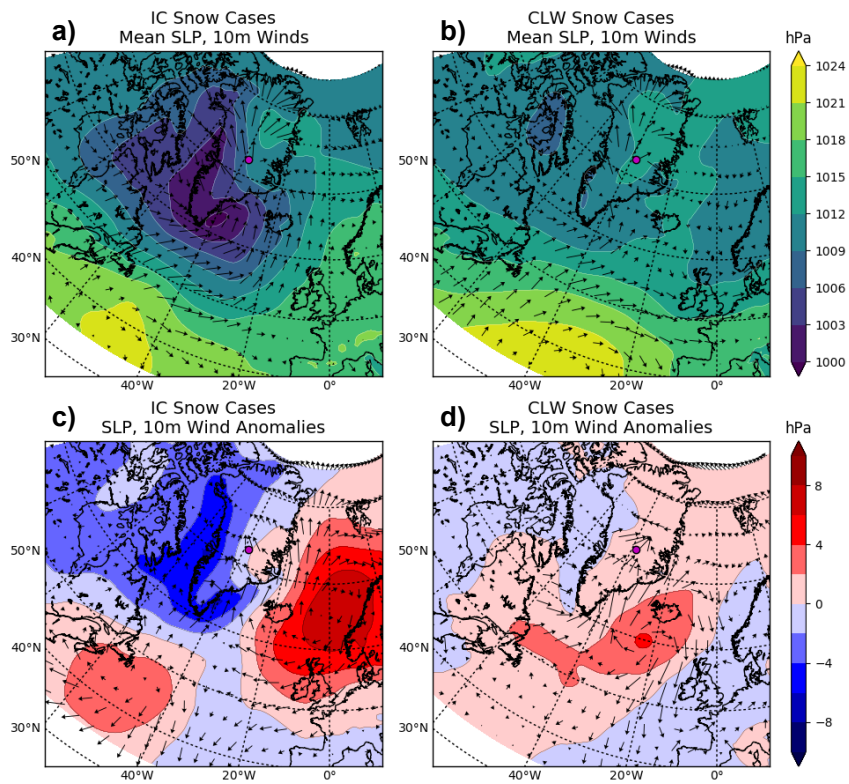 a) IC Snow Cases
Mean SLP, 10m Winds
b) CLW Snow Cases
Mean SLP, 10m Winds
hPa
50°N
40°N
30°N
40°W 20°W 0°
50°N
40°N
30°N
40°W 20°W 0°
1024
1021
1018
1015
1012
1009
1006
1003
1000
c) IC Snow Cases
SLP, 10m Wind Anomalies
d) CLW Snow Cases
SLP, 10m Wind Anomalies
hPa
50°N
40°N
30°N
40°W 20°W 0°
50°N
40°N
30°N
40°W 20°W 0°
8
4
0
−4
−8